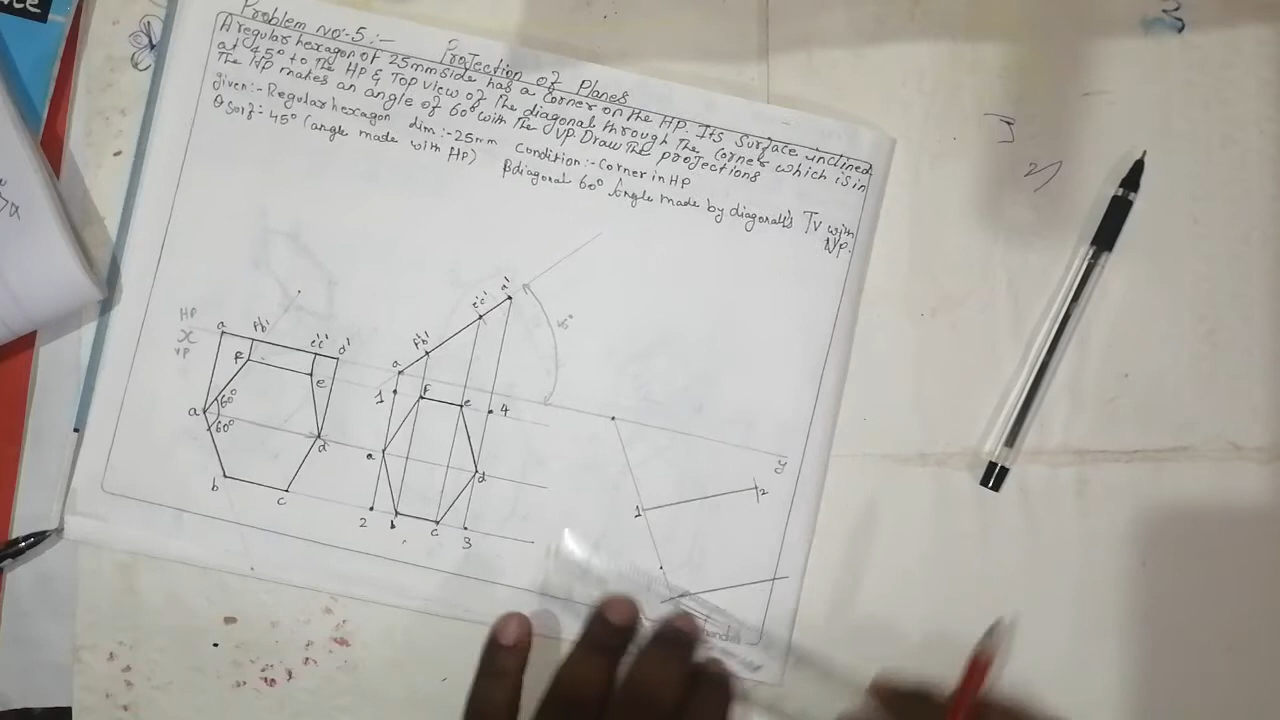 Problem no:-5:- Projection of Planes
A regular hexagon of 25mm side has a corner on the HP. Its surface inclined
at 45° to the HP & Top view of the diagonal through the corner which is in
the HP makes an angle of 60° with the VP. Draw the projections
given:- Regular hexagon dim:-25mm condition:- Corner in HP
θ surf = 45° (angle made with HP) βdiagonal 60° Angle made by diagonal's Tv with
VP.
HP
x
VP
a f'b' e'c' d'
f e
a 60°
60° d
b c
a f'b' e'c' d'
45°
1 f e 4
a d
2 b c 3
y
1 2